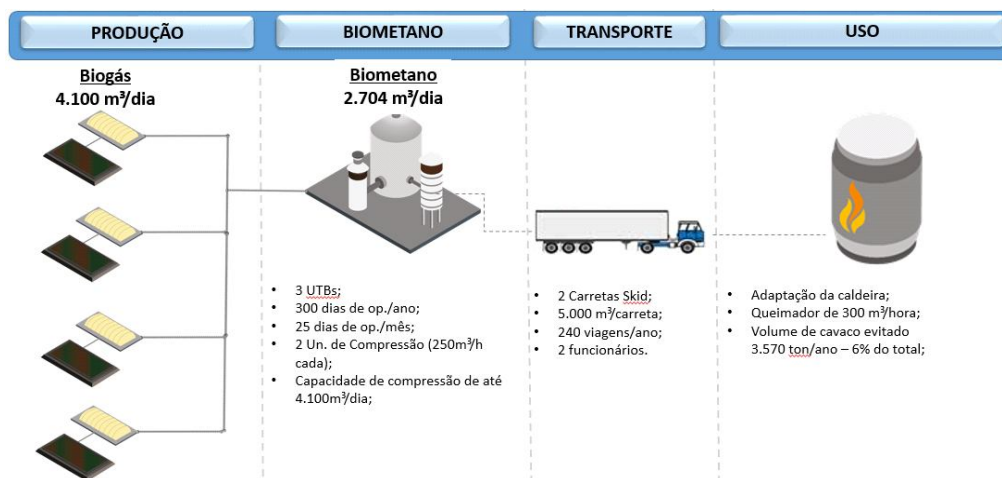 PRODUÇÃO
BIOMETANO
TRANSPORTE
USO
Biogás
4.100 m³/dia
Biometano
2.704 m³/dia
• 3 UTBs;
• 300 dias de op./ano;
• 25 dias de op./mês;
• 2 Un. de Compressão (250m³/h
cada);
• Capacidade de compressão de até
4.100m³/dia;
• 2 Carretas Skid;
• 5.000 m³/carreta;
• 240 viagens/ano;
• 2 funcionários.
• Adaptação da caldeira;
• Queimador de 300 m³/hora;
• Volume de cavaco evitado
3.570 ton/ano – 6% do total;